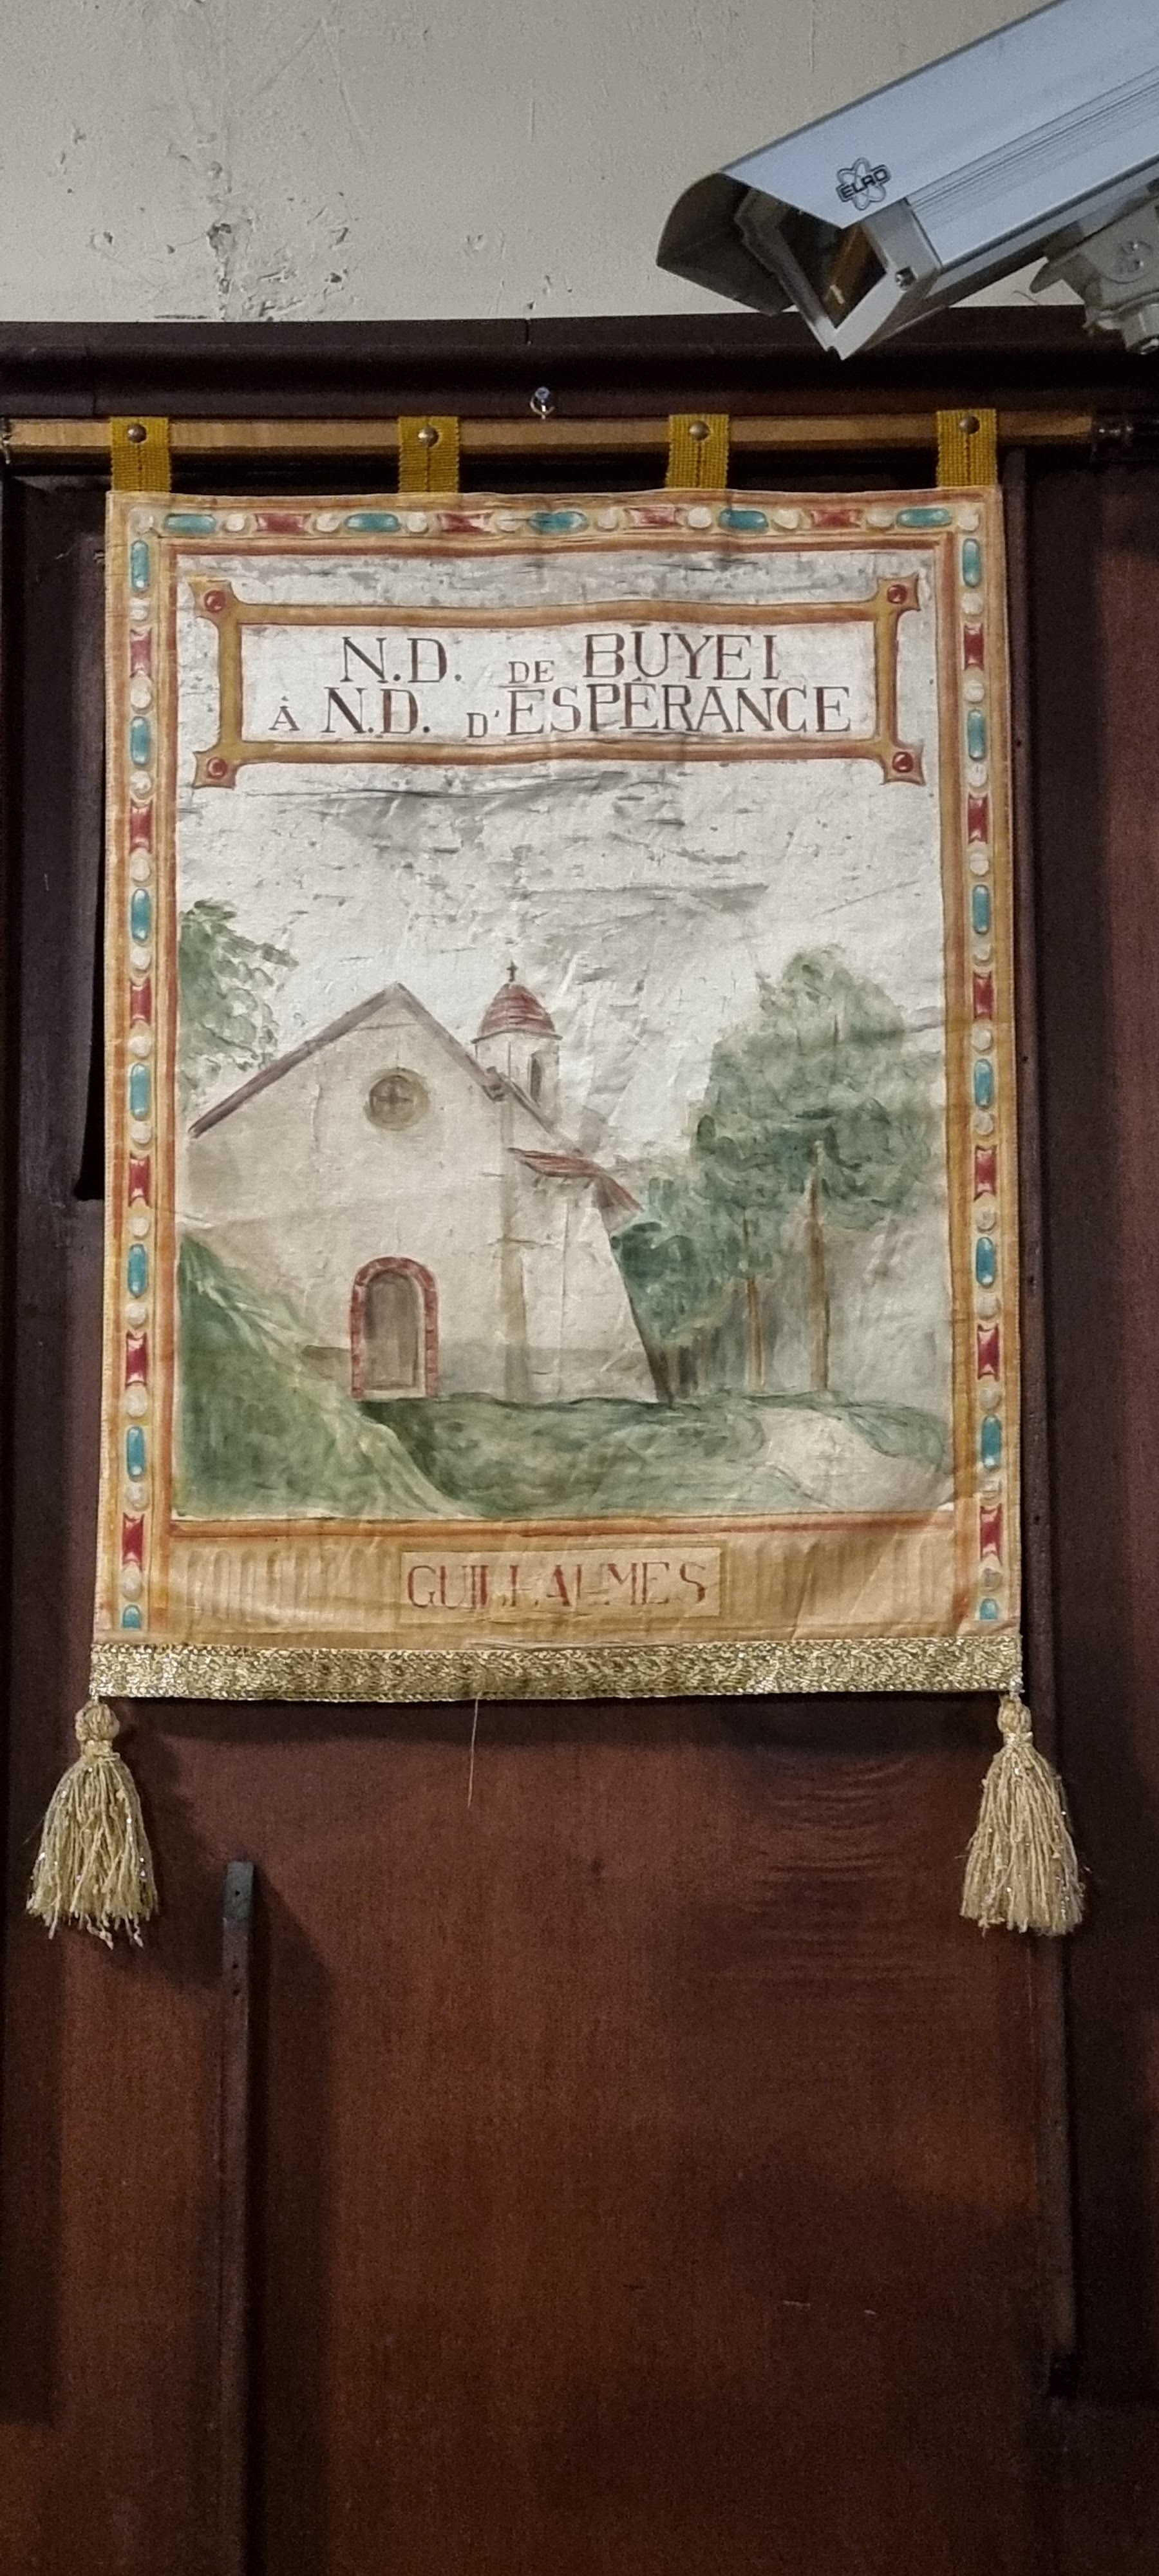 ELRO
N.D. DE BUYEI
À N.D. D'ESPÉRANCE
GUILLAUMES